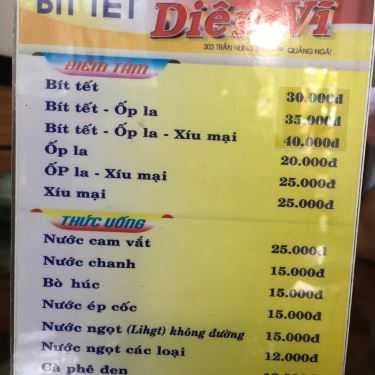 BÍT TẾT
Diễm Vĩ
303 TRẦN HƯNG QUẢNG NGÃI
ĐIỂM TÂM
Bít tết 30.000đ
Bít tết - Ốp la 35.000đ
Bít tết - Ốp la - Xíu mại 40.000đ
Ốp la 20.000đ
ỐP la - Xíu mại 25.000đ
Xíu mại 25.000đ
THỨC UỐNG
Nước cam vắt 25.000đ
Nước chanh 15.000đ
Bò húc 15.000đ
Nước ép cốc 15.000đ
Nước ngọt (Lihgt) không đường 15.000đ
Nước ngọt các loại 12.000đ
Cà phê đen